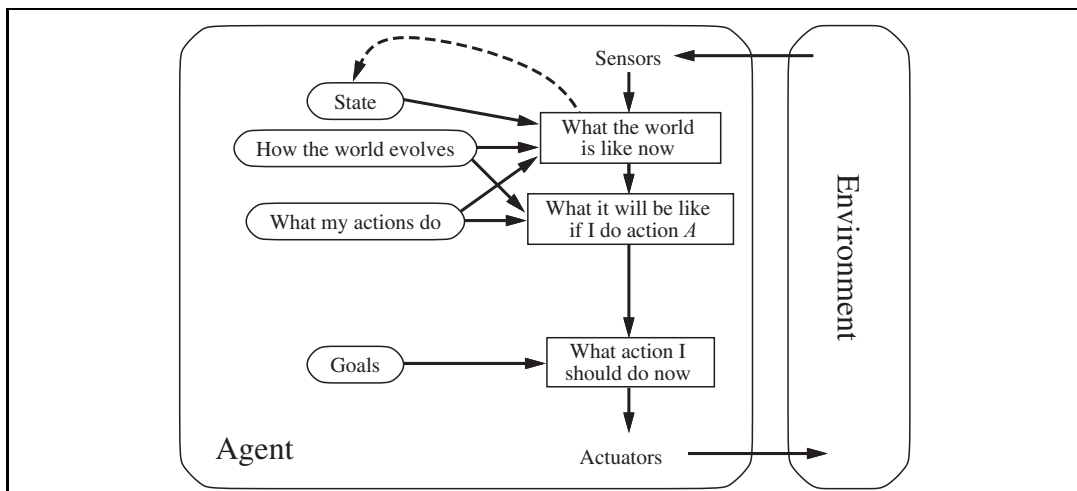 Sensors
State
What the world
is like now
How the world evolves
What my actions do
What it will be like
if I do action A
Goals
What action I
should do now
Agent
Actuators
Environment